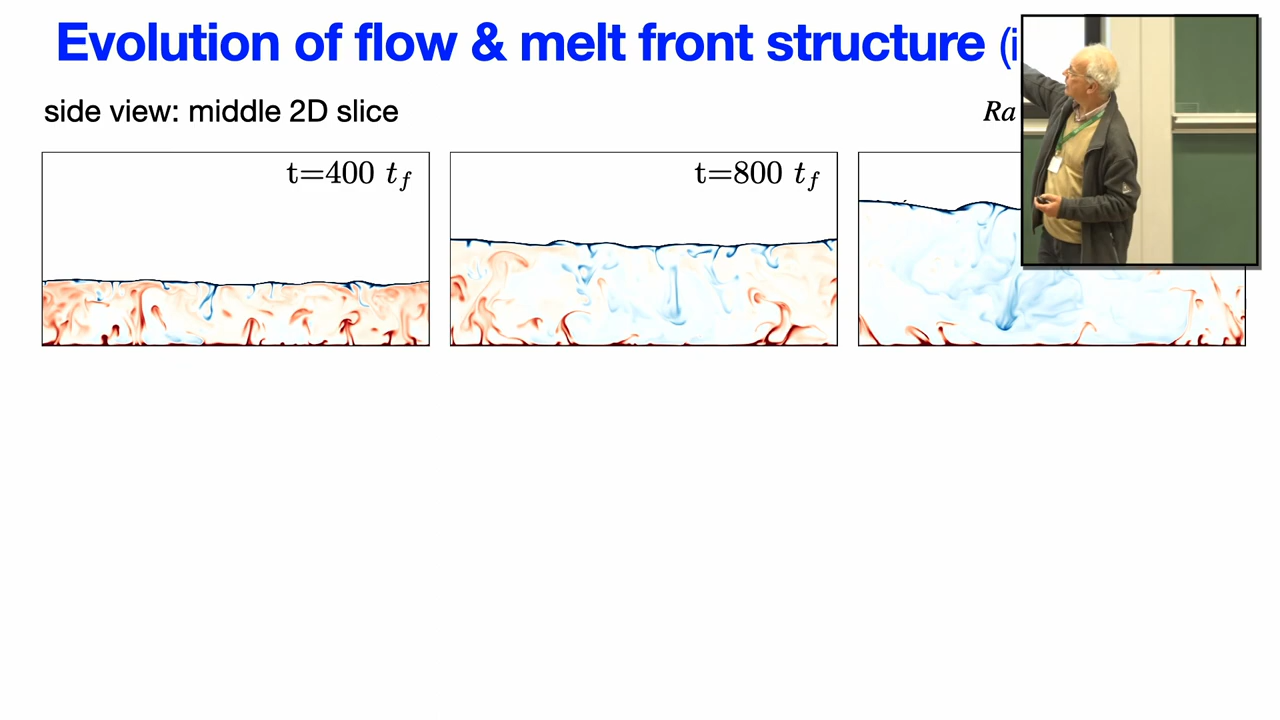 Evolution of flow & melt front structure (i
side view: middle 2D slice
Ra
t=400 t_f
t=800 t_f